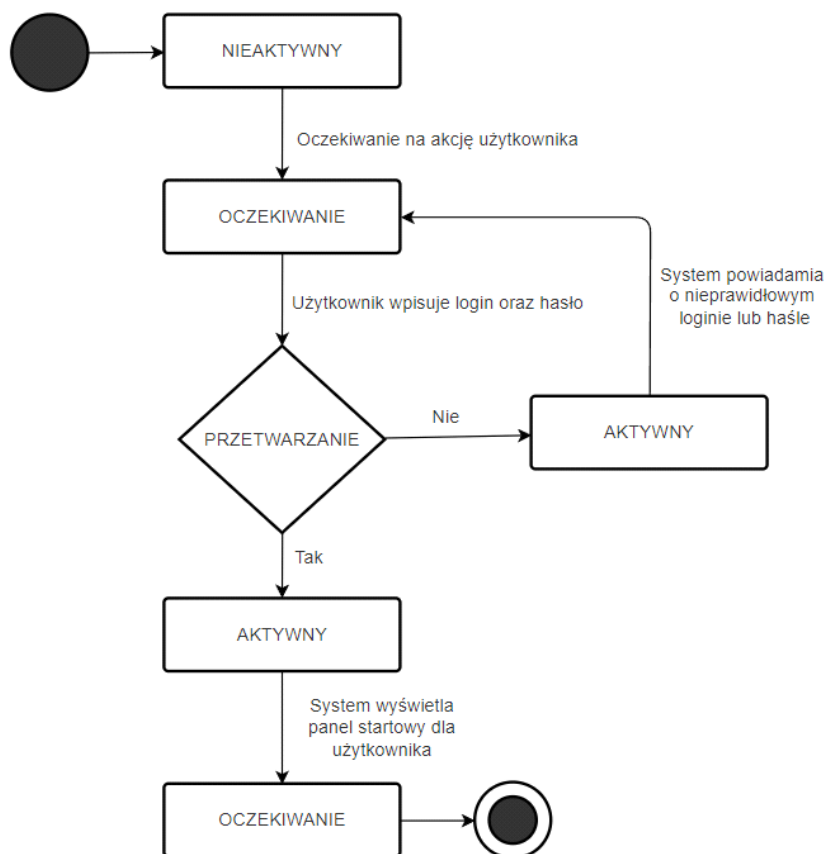 NIEAKTYWNY
Oczekiwanie na akcję użytkownika
OCZEKIWANIE
System powiadamia
o nieprawidłowym
loginie lub haśle
Użytkownik wpisuje login oraz hasło
PRZETWARZANIE
Nie
AKTYWNY
Tak
AKTYWNY
System wyświetla
panel startowy dla
użytkownika
OCZEKIWANIE